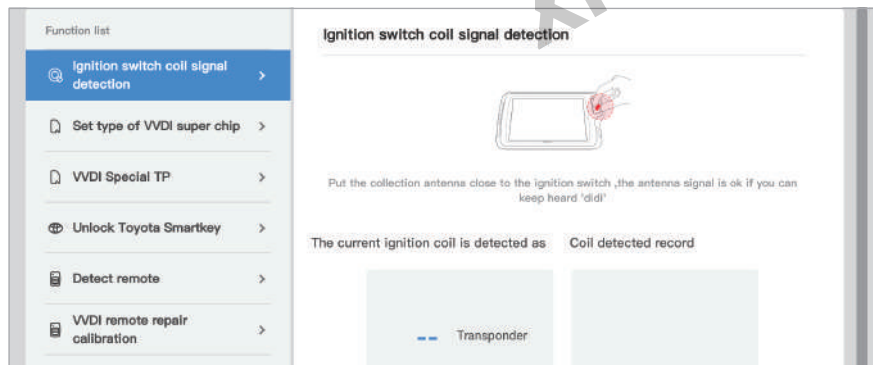 Function list
Ignition switch coil signal
detection
Set type of VVDI super chip
VVDI Special TP
Unlock Toyota Smartkey
Detect remote
VVDI remote repair
calibration
Ignition switch coil signal detection
Put the collection antenna close to the ignition switch ,the antenna signal is ok if you can
keep heard 'didi'
The current ignition coil is detected as
Coil detected record
-- Transponder